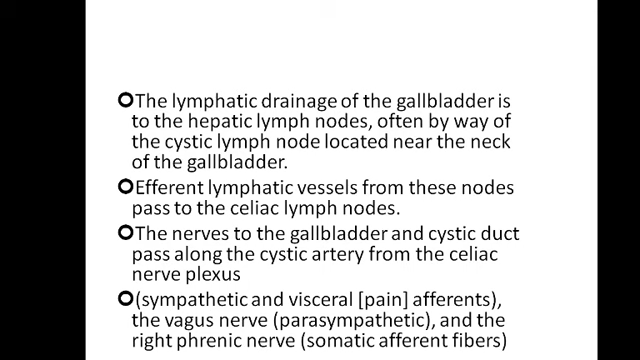 The lymphatic drainage of the gallbladder is
to the hepatic lymph nodes, often by way of
the cystic lymph node located near the neck
of the gallbladder.
Efferent lymphatic vessels from these nodes
pass to the celiac lymph nodes.
The nerves to the gallbladder and cystic duct
pass along the cystic artery from the celiac
nerve plexus
(sympathetic and visceral [pain] afferents),
the vagus nerve (parasympathetic), and the
right phrenic nerve (somatic afferent fibers)